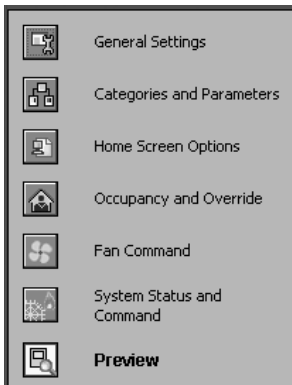 General Settings
Categories and Parameters
Home Screen Options
Occupancy and Override
Fan Command
System Status and
Command
Preview